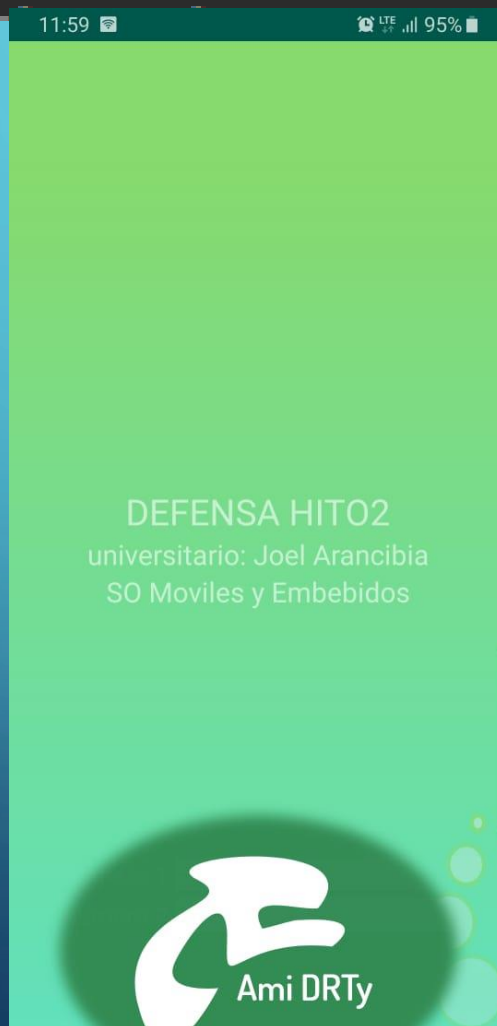 11:59 LTE 95%
DEFENSA HITO2
universitario: Joel Arancibia
SO Moviles y Embebidos
Ami DRTy